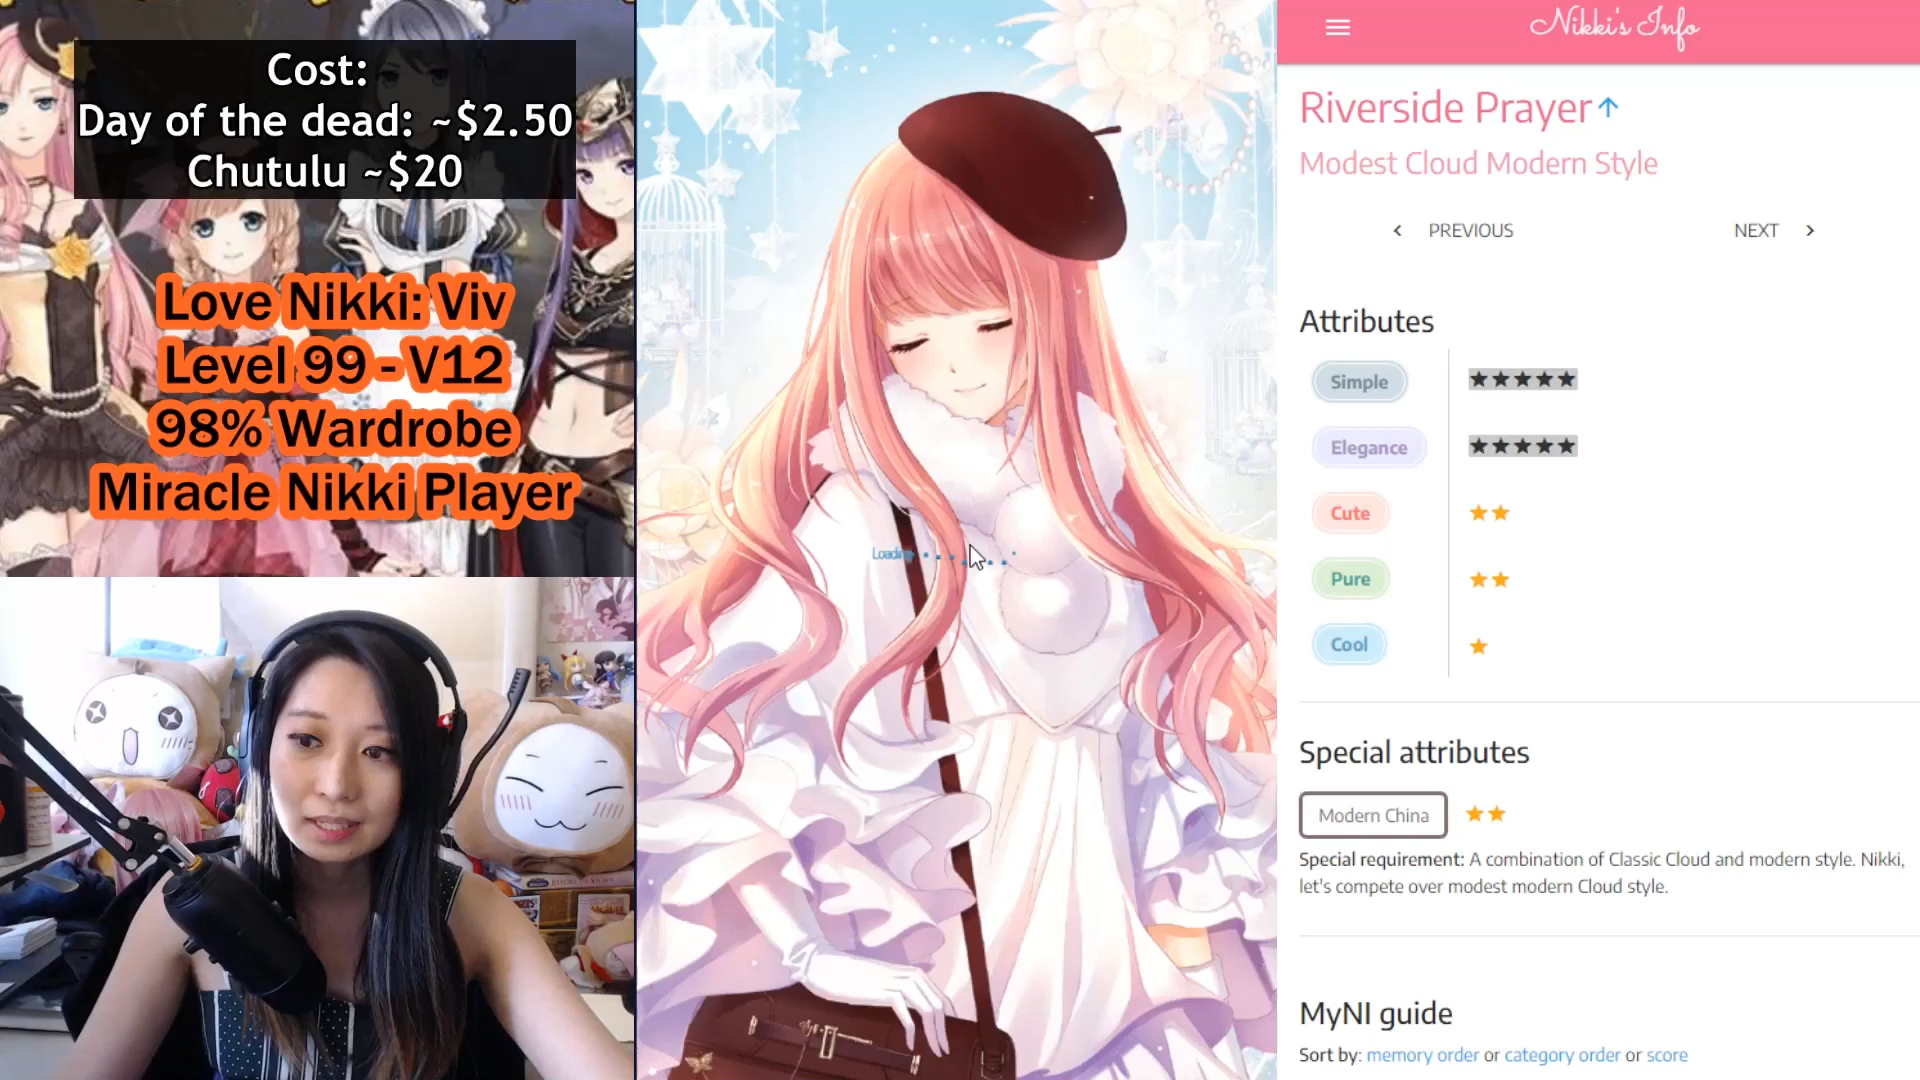 Cost:
Day of the dead: ~$2.50
Chutulu ~$20
Love Nikki: Viv
Level 99 - V12
98% Wardrobe
Miracle Nikki Player
Loading
Nikki's Info
Riverside Prayer↑
Modest Cloud Modern Style
‹ PREVIOUS
NEXT ›
Attributes
Simple ★★★★★
Elegance ★★★★★
Cute ★★
Pure ★★
Cool ★
Special attributes
Modern China ★★
Special requirement: A combination of Classic Cloud and modern style. Nikki,
let's compete over modest modern Cloud style.
MyNI guide
Sort by: memory order or category order or score